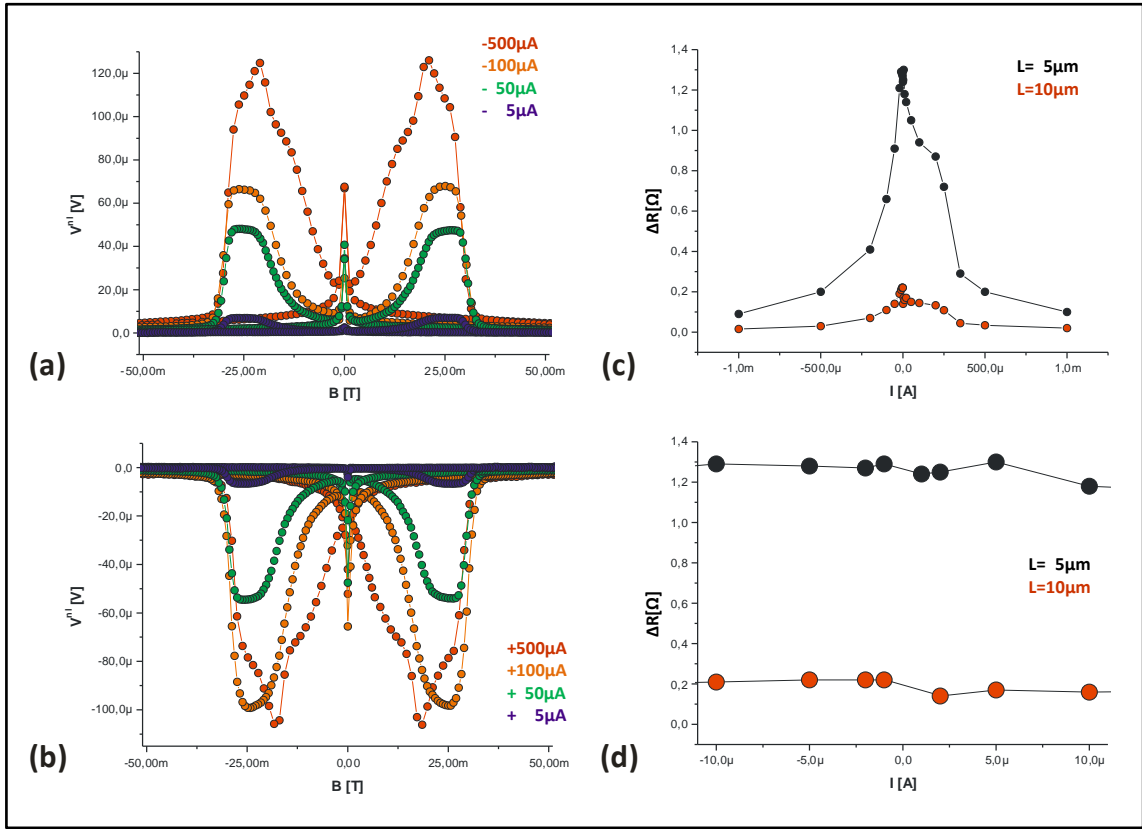 -500µA
-100µA
- 50µA
- 5µA
120,0µ
100,0µ
80,0µ
60,0µ
40,0µ
20,0µ
0,0
Vⁿˡ [V]
-50,00m -25,00m 0,00 25,00m 50,00m
B [T]
(a)
L= 5µm
L=10µm
1,4
1,2
1,0
0,8
0,6
0,4
0,2
0,0
ΔR[Ω]
-1,0m -500,0µ 0,0 500,0µ 1,0m
I [A]
(c)
0,0
-20,0µ
-40,0µ
-60,0µ
-80,0µ
-100,0µ
Vⁿˡ [V]
+500µA
+100µA
+ 50µA
+ 5µA
-50,00m -25,00m 0,00 25,00m 50,00m
B [T]
(b)
1,4
1,2
1,0
0,8
0,6
0,4
0,2
0,0
ΔR[Ω]
L= 5µm
L=10µm
-10,0µ -5,0µ 0,0 5,0µ 10,0µ
I [A]
(d)